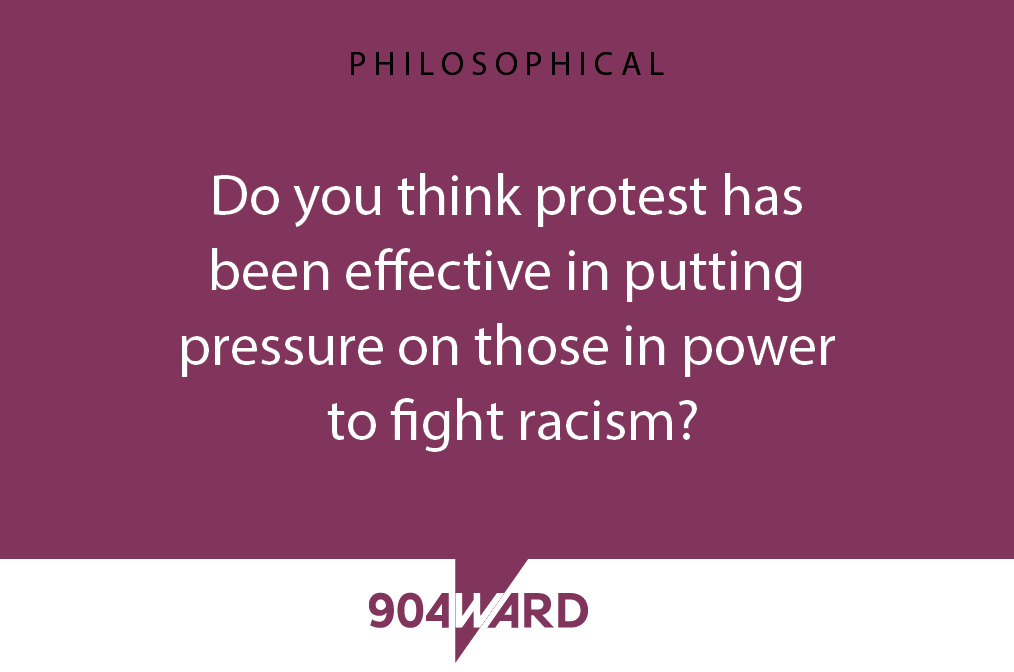 PHILOSOPHICAL
Do you think protest has
been effective in putting
pressure on those in power
to fight racism?
904WARD